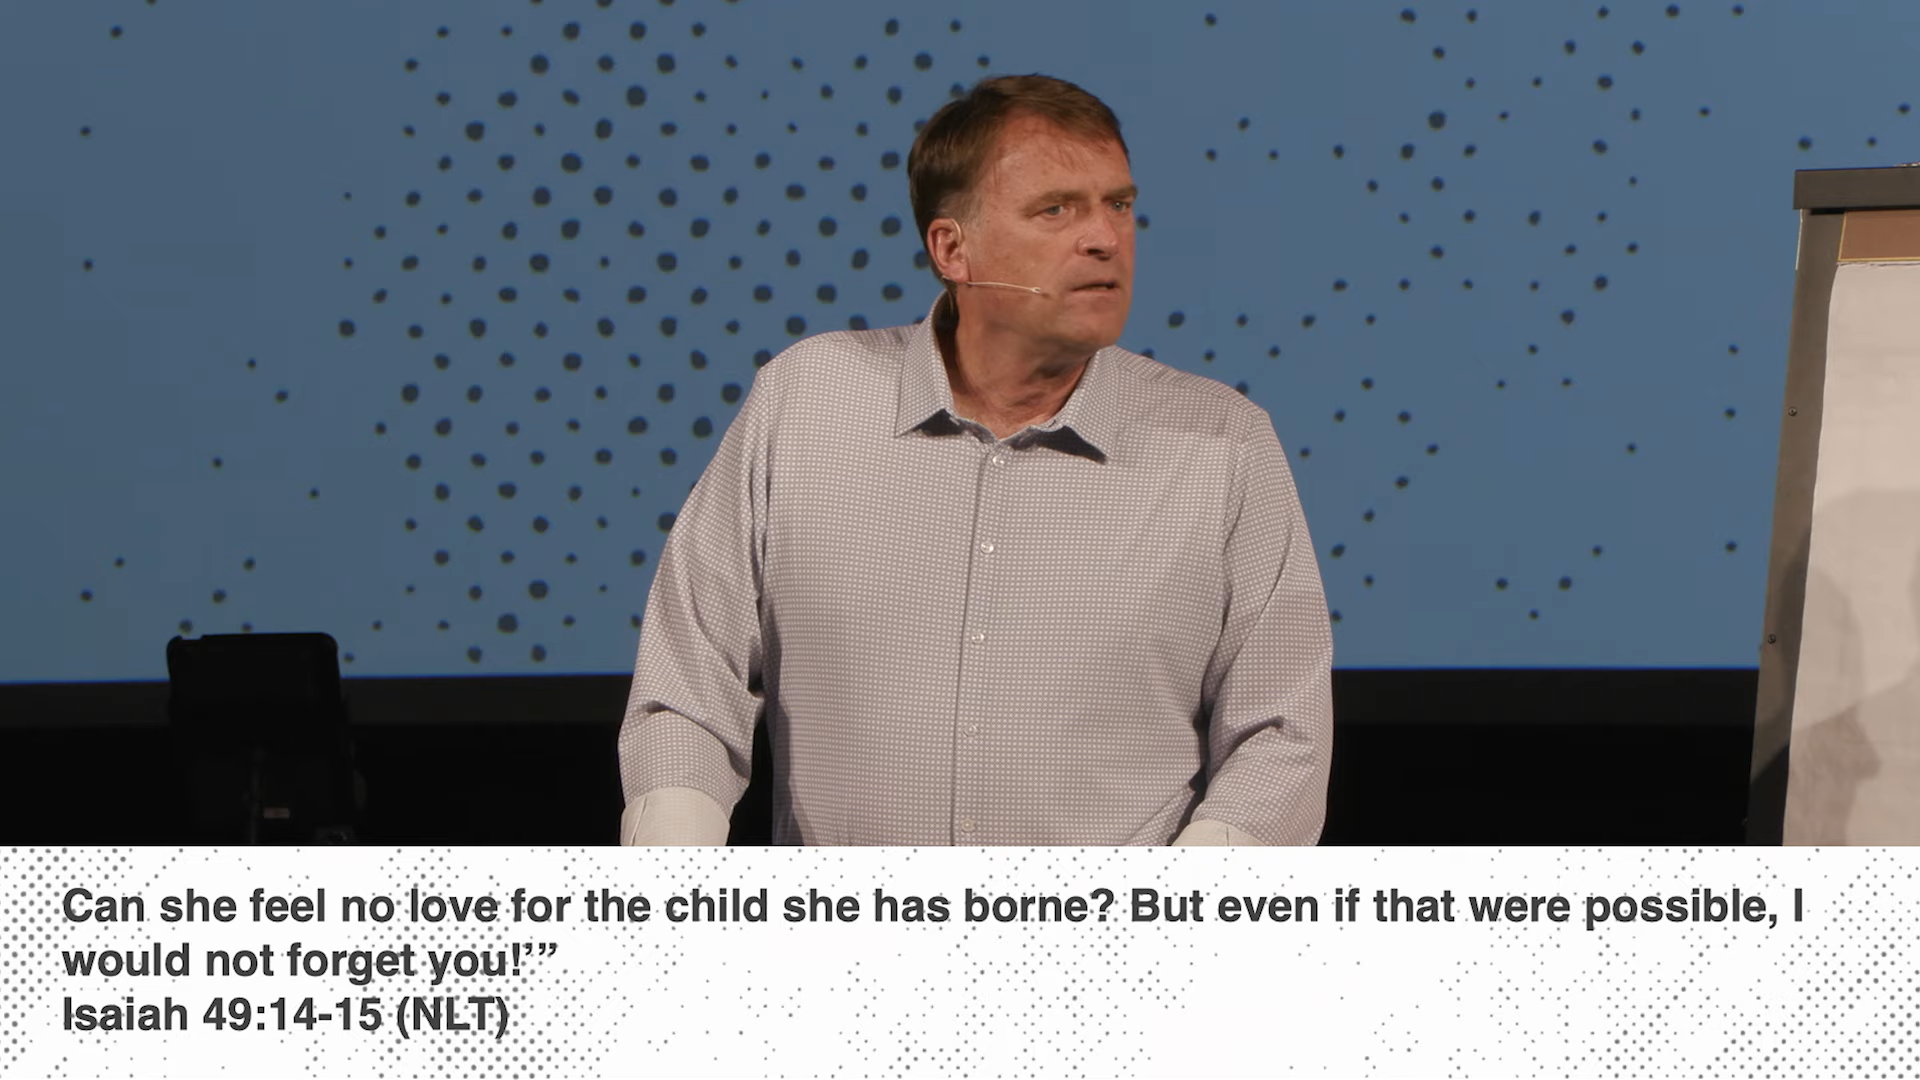 Can she feel no love for the child she has borne? But even if that were possible, I
would not forget you!’”
Isaiah 49:14-15 (NLT)